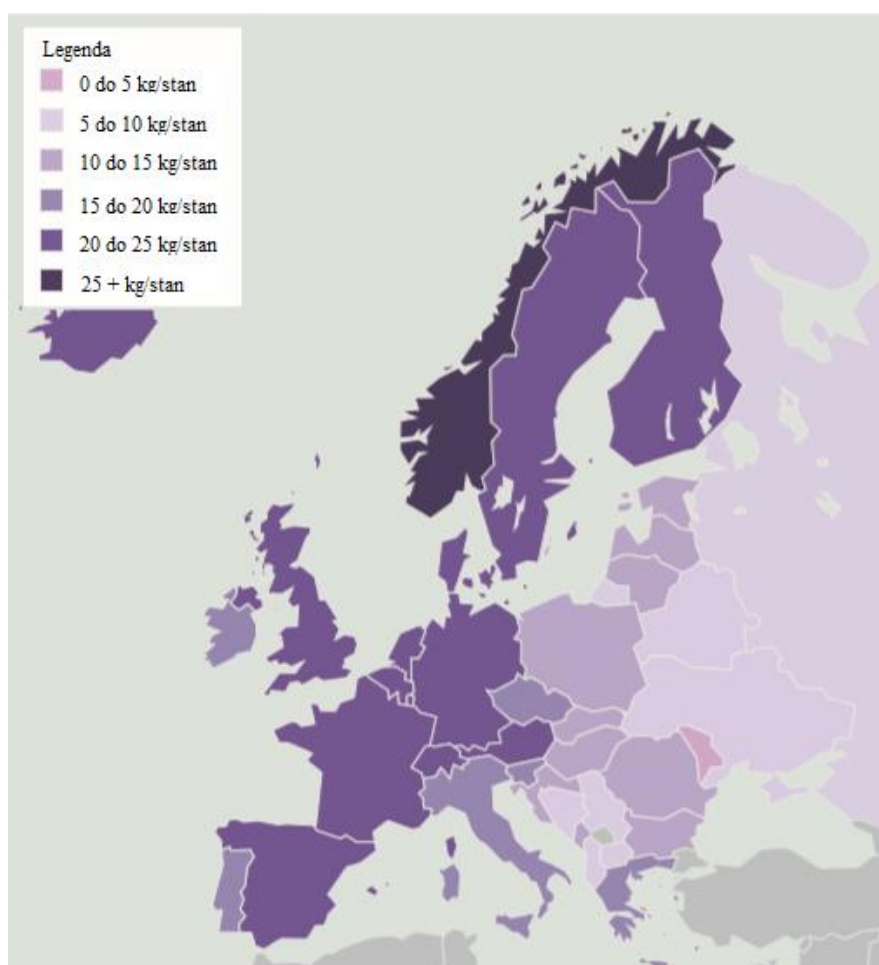 Legenda
0 do 5 kg/stan
5 do 10 kg/stan
10 do 15 kg/stan
15 do 20 kg/stan
20 do 25 kg/stan
25 + kg/stan